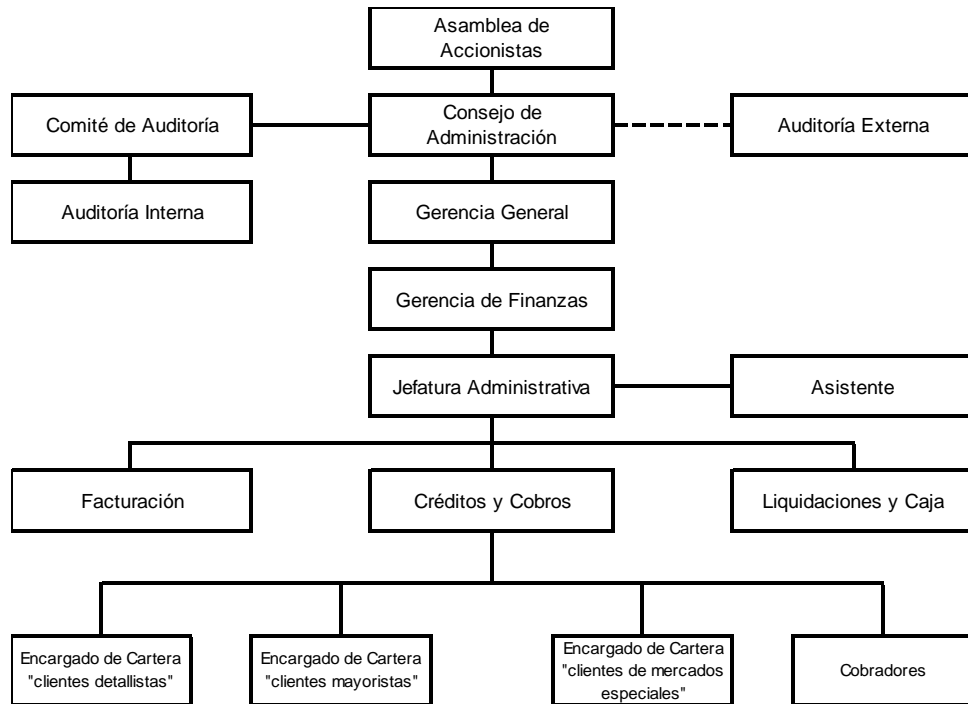 Asamblea de
Accionistas
Comité de Auditoría
Consejo de
Administración
Auditoría Externa
Auditoría Interna
Gerencia General
Gerencia de Finanzas
Jefatura Administrativa
Asistente
Facturación
Créditos y Cobros
Liquidaciones y Caja
Encargado de Cartera
"clientes detallistas"
Encargado de Cartera
"clientes mayoristas"
Encargado de Cartera
"clientes de mercados
especiales"
Cobradores